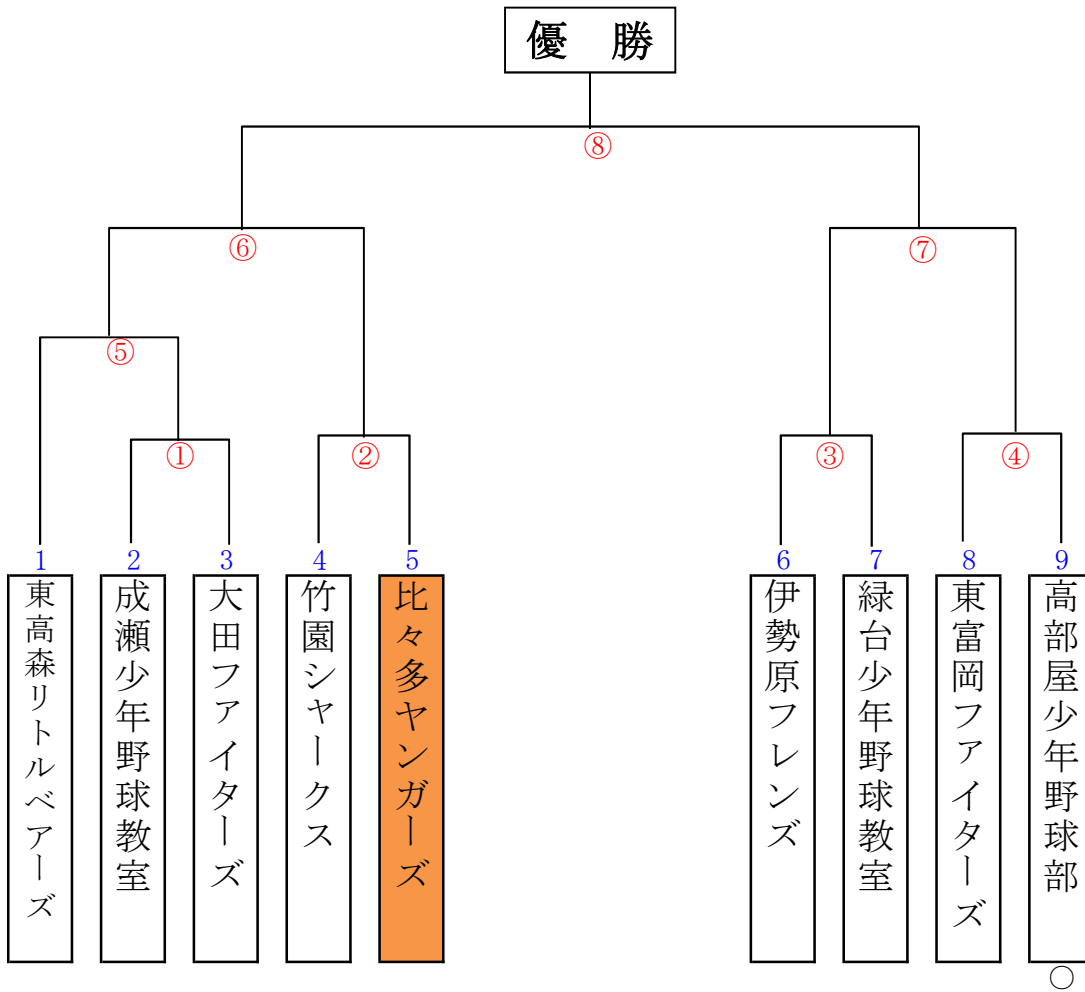 優　勝
⑧
⑥
⑦
⑤
①
②
③
④
1
2
3
4
5
6
7
8
9
東高森リトルベアーズ
成瀬少年野球教室
大田ファイターズ
竹園シャークス
比々多ヤンガーズ
伊勢原フレンズ
緑台少年野球教室
東富岡ファイターズ
高部屋少年野球部
○